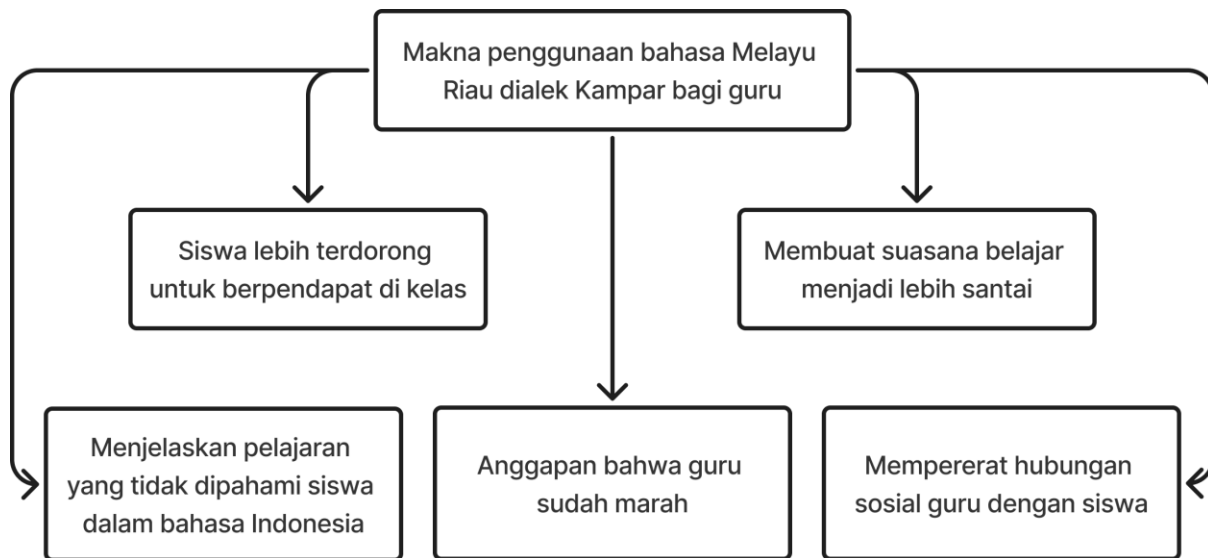 Makna penggunaan bahasa Melayu
Riau dialek Kampar bagi guru
Siswa lebih terdorong
untuk berpendapat di kelas
Membuat suasana belajar
menjadi lebih santai
Menjelaskan pelajaran
yang tidak dipahami siswa
dalam bahasa Indonesia
Anggapan bahwa guru
sudah marah
Mempererat hubungan
sosial guru dengan siswa